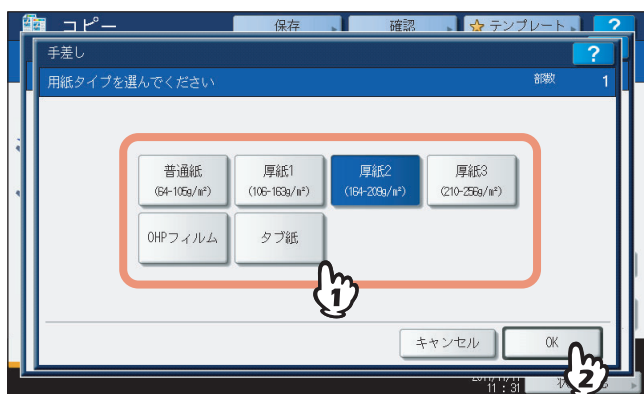 コピー 保存 確認 テンプレート ?
手差し ?
用紙タイプを選んでください 部数 1
普通紙 厚紙1 厚紙2 厚紙3
(64-105g/m²) (106-163g/m²) (164-209g/m²) (210-256g/m²)
OHPフィルム タブ紙
1
キャンセル OK
2
11:31